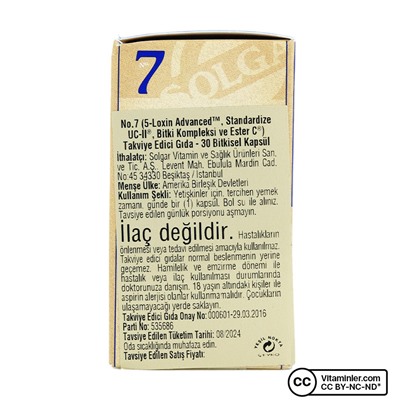 No. 7
SOLGA
No.7 (5-Loxin Advanced™, Standardize
UC-II®, Bitki Kompleksi ve Ester C®)
Takviye Edici Gıda - 30 Bitkisel Kapsül
İthalatçı: Solgar Vitamin ve Sağlık Ürünleri San.
ve Tic. A.Ş. Levent Mah. Ebulula Mardin Cad.
No:45 34330 Beşiktaş / İstanbul
Menşe Ülke: Amerika Birleşik Devletleri
Kullanım Şekli: Yetişkinler için, tercihen yemek
zamanı, günde bir (1) kapsül. Bol su ile alınız.
Tavsiye edilen günlük porsiyonu aşmayın.
İlaç değildir. Hastalıkların
önlenmesi veya tedavi edilmesi amacıyla kullanılmaz.
Takviye edici gıdalar normal beslenmenin yerine
geçemez. Hamilelik ve emzirme dönemi ile
hastalık veya ilaç kullanılması durumlarında
doktorunuza danışın. 18 yaşın altındaki kişiler ile
aspirin alerjisi olanlar kullanmamalıdır. Çocukların
ulaşamayacağı yerde saklayın.
Takviye Edici Gıda Onay No: 000601-29.03.2016
Parti No: 535686
Tavsiye Edilen Tüketim Tarihi: 08/2024
Oda sıcaklığında muhafaza edin.
Tavsiye Edilen Satış Fiyatı:
YEŞİL NOKTA
ÇEVKO
cc Vitaminler.com
CC BY-NC-ND®